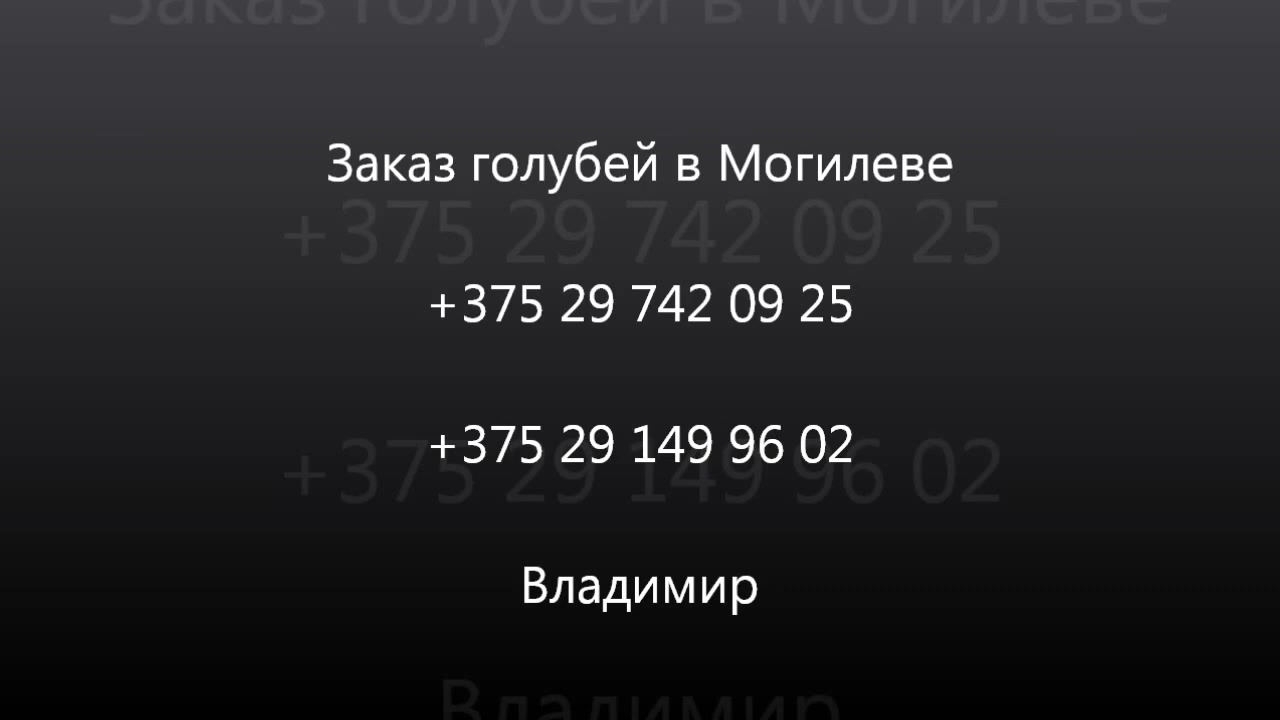 Заказ голубей в Могилеве
+375 29 742 09 25
+375 29 149 96 02
Владимир